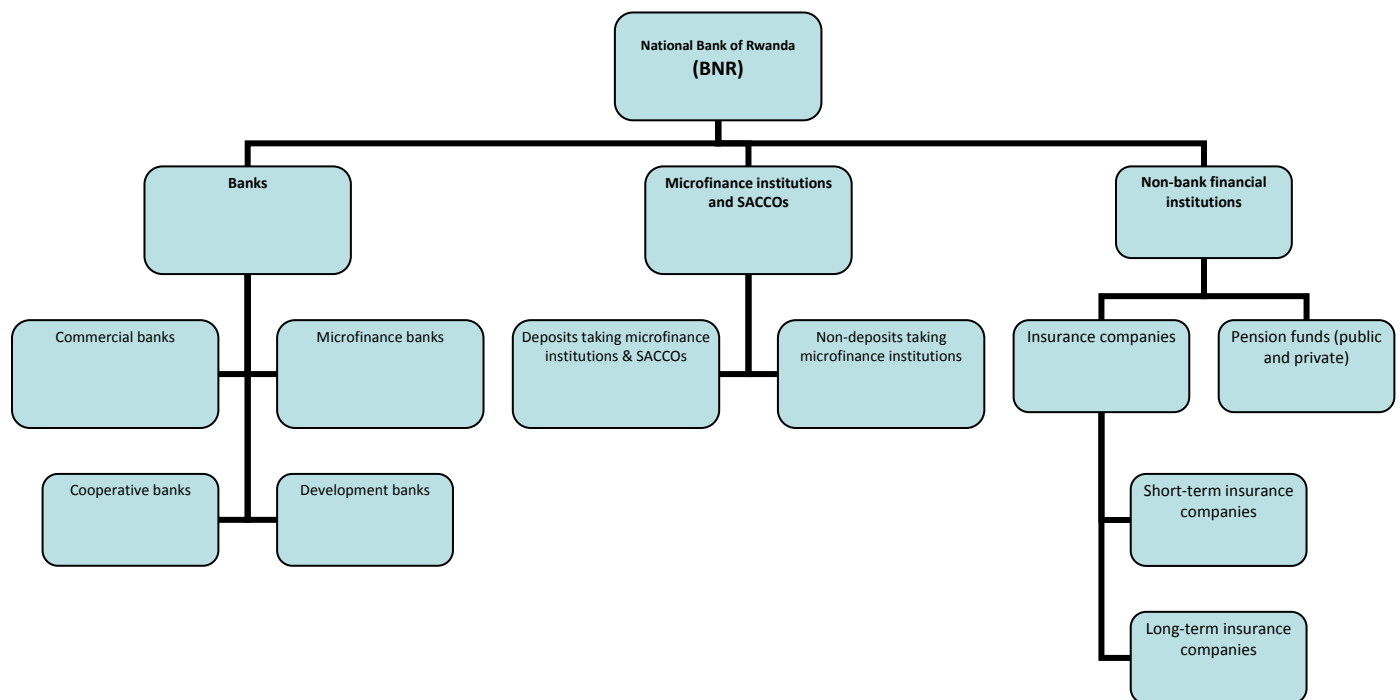 National Bank of Rwanda
(BNR)
Banks
Microfinance institutions
and SACCOs
Non-bank financial
institutions
Commercial banks
Microfinance banks
Deposits taking microfinance
institutions & SACCOs
Non-deposits taking
microfinance institutions
Insurance companies
Pension funds (public
and private)
Cooperative banks
Development banks
Short-term insurance
companies
Long-term insurance
companies